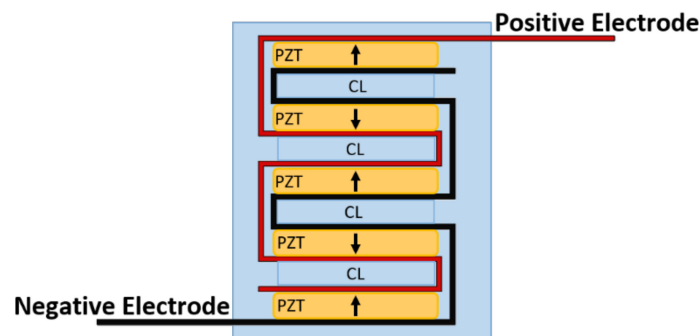 Positive Electrode
PZT
CL
PZT
CL
PZT
CL
PZT
CL
Negative Electrode
PZT